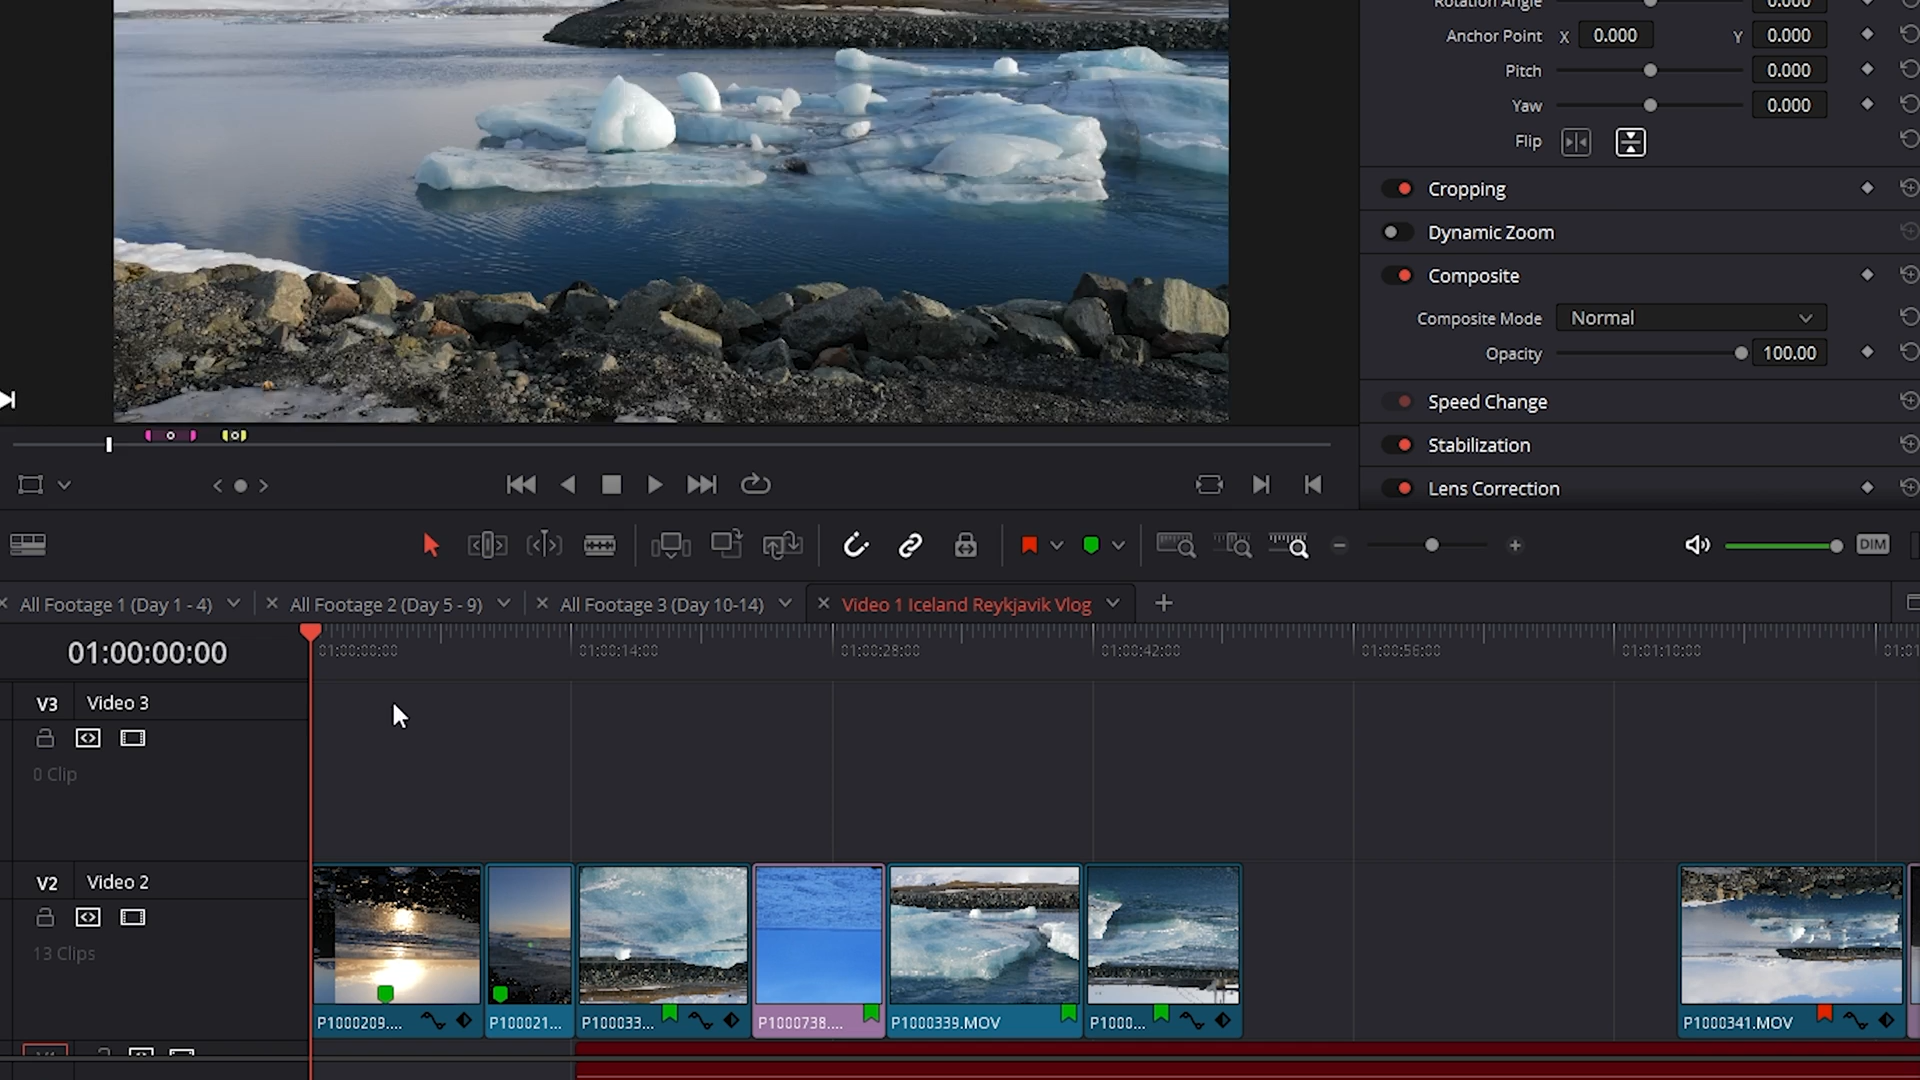 Rotation Angle 0.000
Anchor Point X 0.000 Y 0.000
Pitch 0.000
Yaw 0.000
Flip
Cropping
Dynamic Zoom
Composite
Composite Mode Normal
Opacity 100.00
Speed Change
Stabilization
Lens Correction
DIM
All Footage 1 (Day 1 - 4) All Footage 2 (Day 5 - 9) All Footage 3 (Day 10-14) Video 1 Iceland Reykjavik Vlog
01:00:00:00
01:00:00:00 01:00:14:00 01:00:28:00 01:00:42:00 01:00:56:00 01:01:10:00 01:01
V3 Video 3
0 Clip
V2 Video 2
13 Clips
P1000209.... P100021... P100033... P1000738.... P1000339.MOV P1000... P1000341.MOV